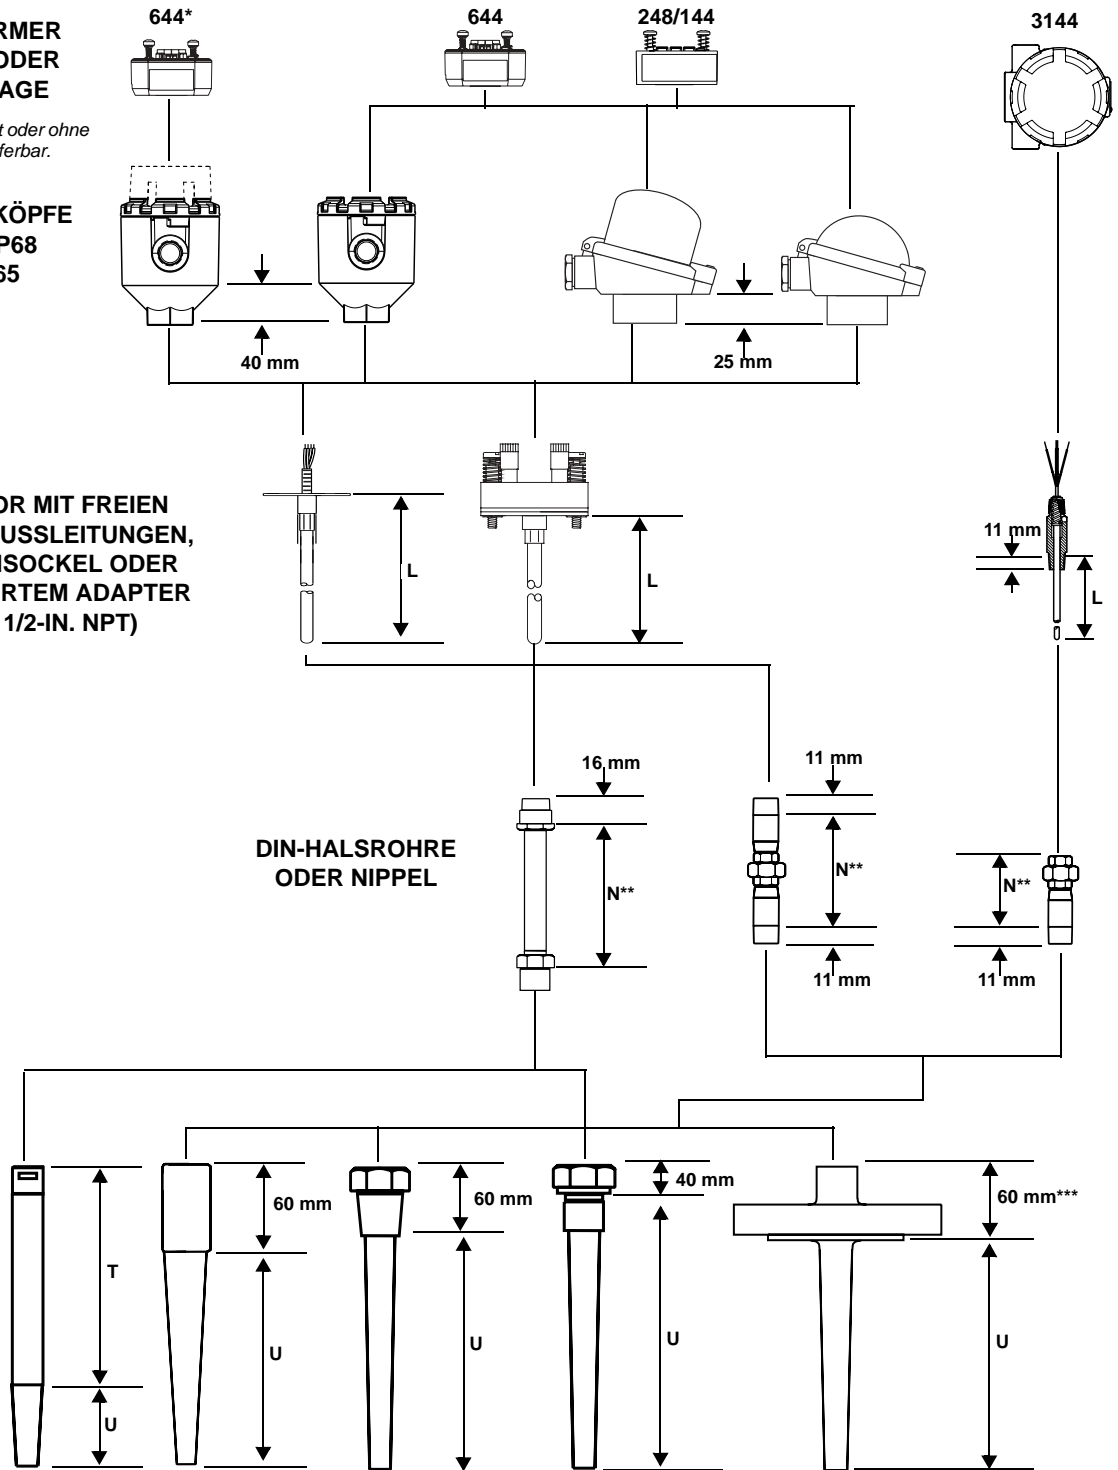 644*
644
248/144
3144
RMER
ODER
AGE
t oder ohne
ferbar.
KÖPFE
P68
65
40 mm
25 mm
OR MIT FREIEN
USSLEITUNGEN,
ISOCKEL ODER
RTEM ADAPTER
1/2-IN. NPT)
L
L
11 mm
L
16 mm
11 mm
DIN-HALSROHRE
ODER NIPPEL
N**
N**
N**
11 mm
11 mm
60 mm
60 mm
40 mm
60 mm***
T
U
U
U
U
U